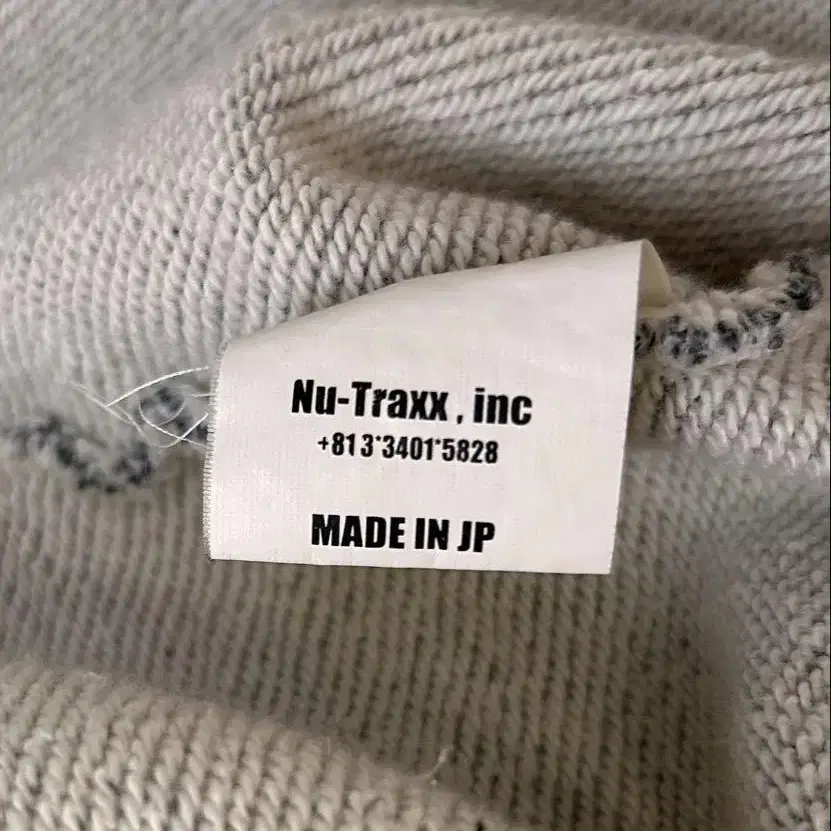 Nu-Traxx , inc
+81 3*3401*5828
MADE IN JP